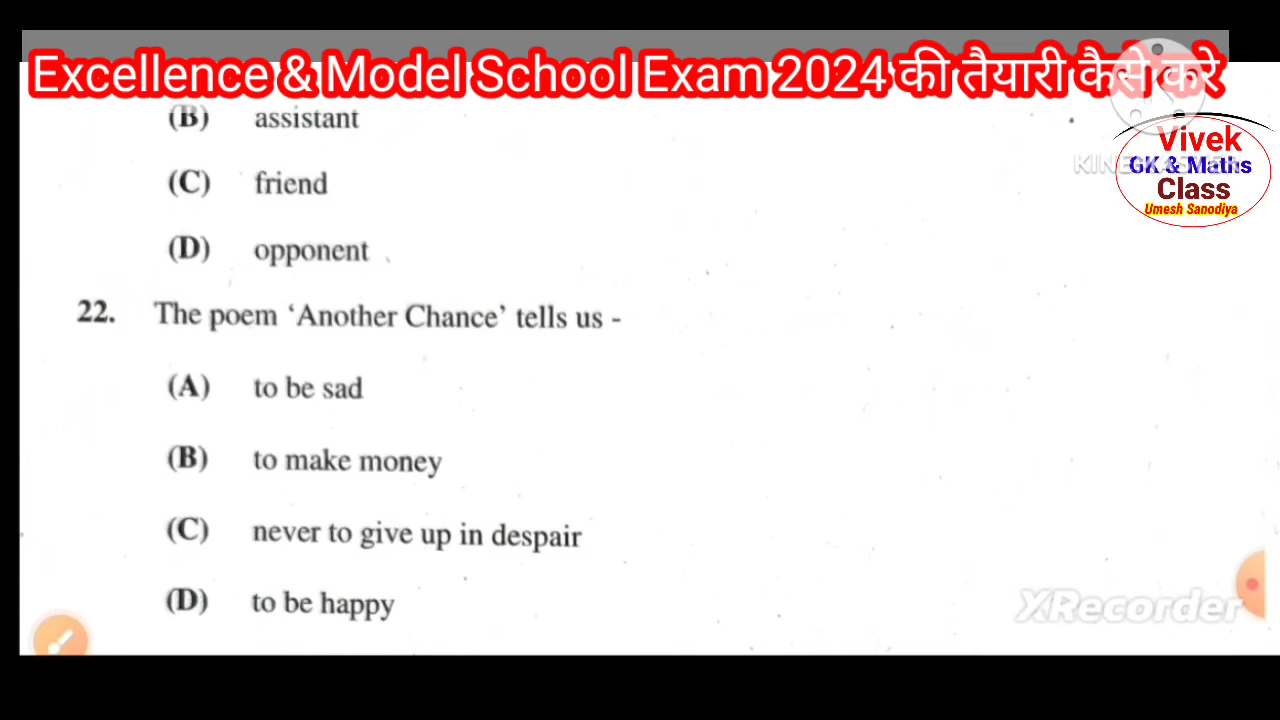 Excellence & Model School Exam 2024 की तैयारी कैसे करे
(B) assistant
Vivek
KINEMASTER
GK & Maths
Class
Umesh Sanodiya
(C) friend
(D) opponent
22. The poem ‘Another Chance’ tells us -
(A) to be sad
(B) to make money
(C) never to give up in despair
(D) to be happy
XRecorder